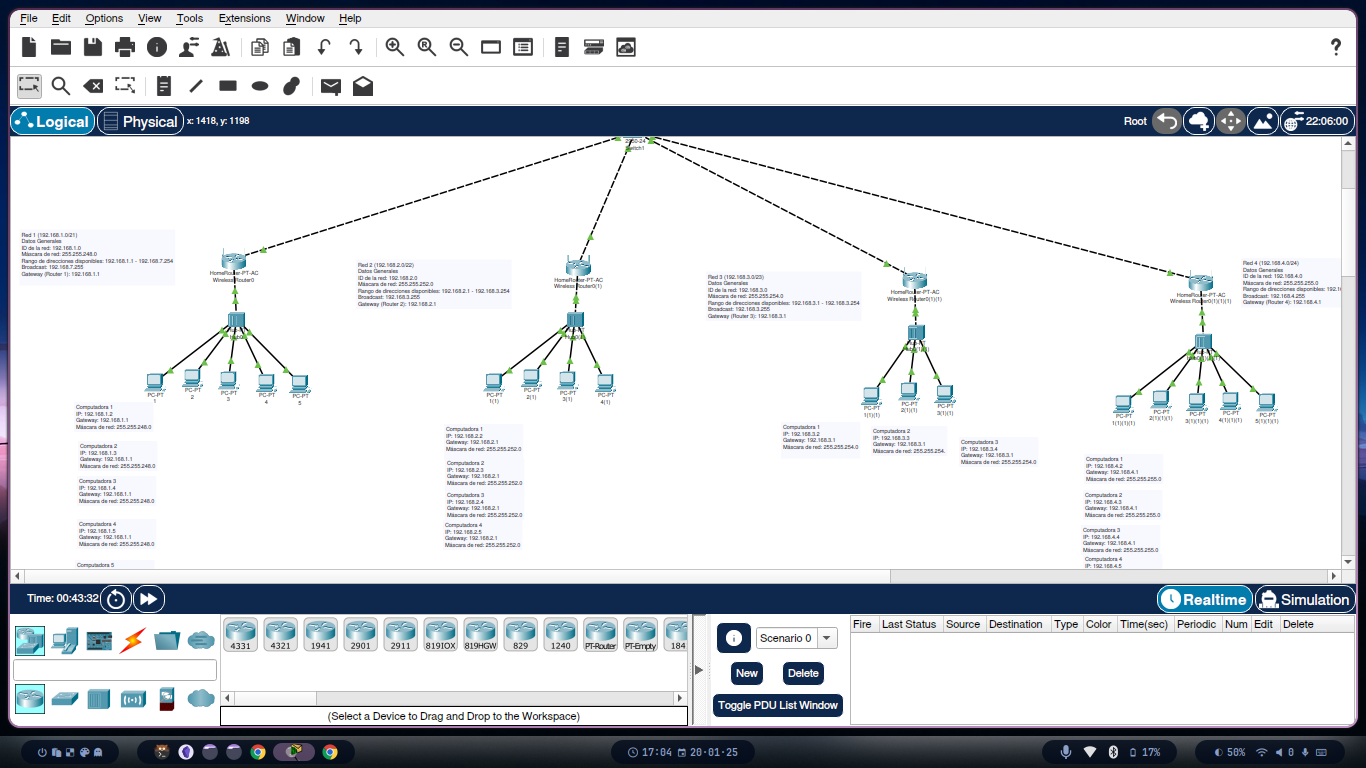 File Edit Options View Tools Extensions Window Help
?
Logical Physical x: 1418, y: 1198 Root 22:06:00
Red 1 (192.168.1.0/21)
Datos Generales
ID de la red: 192.168.1.0
Máscara de red: 255.255.248.0
Rango de direcciones disponibles: 192.168.1.1 - 192.168.7.254
Broadcast: 192.168.7.255
Gateway (Router 1): 192.168.1.1
HomeRouter-PT-AC
Wireless Router0
Red 2 (192.168.2.0/22)
Datos Generales
ID de la red: 192.168.2.0
Máscara de red: 255.255.252.0
Rango de direcciones disponibles: 192.168.2.1 - 192.168.3.254
Broadcast: 192.168.3.255
Gateway (Router 2): 192.168.2.1
HomeRouter-PT-AC
Wireless Router0(1)
Red 3 (192.168.3.0/23)
Datos Generales
ID de la red: 192.168.3.0
Máscara de red: 255.255.254.0
Rango de direcciones disponibles: 192.168.3.1 - 192.168.3.254
Broadcast: 192.168.3.255
Gateway (Router 3): 192.168.3.1
HomeRouter-PT-AC
Wireless Router0(1)(1)
Red 4 (192.168.4.0/24)
Datos Generales
ID de la red: 192.168.4.0
Máscara de red: 255.255.255.0
Rango de direcciones disponibles: 192.168.
Broadcast: 192.168.4.255
Gateway (Router 4): 192.168.4.1
HomeRouter-PT-AC
Wireless Router0(1)(1)(1)
PC-PT
1
PC-PT
2
PC-PT
3
PC-PT
4
PC-PT
5
PC-PT
1(1)
PC-PT
2(1)
PC-PT
3(1)
PC-PT
4(1)
PC-PT
1(1)(1)
PC-PT
2(1)(1)
PC-PT
3(1)(1)
PC-PT
1(1)(1)(1)
PC-PT
2(1)(1)(1)
PC-PT
3(1)(1)(1)
PC-PT
4(1)(1)(1)
PC-PT
5(1)(1)(1)
Computadora 1
IP: 192.168.1.2
Gateway: 192.168.1.1
Máscara de red: 255.255.248.0
Computadora 2
IP: 192.168.1.3
Gateway: 192.168.1.1
Máscara de red: 255.255.248.0
Computadora 3
IP: 192.168.1.4
Gateway: 192.168.1.1
Máscara de red: 255.255.248.0
Computadora 4
IP: 192.168.1.5
Gateway: 192.168.1.1
Máscara de red: 255.255.248.0
Computadora 5
Computadora 1
IP: 192.168.2.2
Gateway: 192.168.2.1
Máscara de red: 255.255.252.0
Computadora 2
IP: 192.168.2.3
Gateway: 192.168.2.1
Máscara de red: 255.255.252.0
Computadora 3
IP: 192.168.2.4
Gateway: 192.168.2.1
Máscara de red: 255.255.252.0
Computadora 4
IP: 192.168.2.5
Gateway: 192.168.2.1
Máscara de red: 255.255.252.0
Computadora 1
IP: 192.168.3.2
Gateway: 192.168.3.1
Máscara de red: 255.255.254.0
Computadora 2
IP: 192.168.3.3
Gateway: 192.168.3.1
Máscara de red: 255.255.254.
Computadora 3
IP: 192.168.3.4
Gateway: 192.168.3.1
Máscara de red: 255.255.254.0
Computadora 1
IP: 192.168.4.2
Gateway: 192.168.4.1
Máscara de red: 255.255.255.0
Computadora 2
IP: 192.168.4.3
Gateway: 192.168.4.1
Máscara de red: 255.255.255.0
Computadora 3
IP: 192.168.4.4
Gateway: 192.168.4.1
Máscara de red: 255.255.255.0
Computadora 4
IP: 192.168.4.5
Time: 00:43:32 Realtime Simulation
4331 4321 1941 2901 2911 819IOX 819HGW 829 1240 PT-Router PT-Empty 184
(Select a Device to Drag and Drop to the Workspace)
Scenario 0
New Delete
Toggle PDU List Window
Fire Last Status Source Destination Type Color Time(sec) Periodic Num Edit Delete
17:04 20-01-25 17% 50% 0